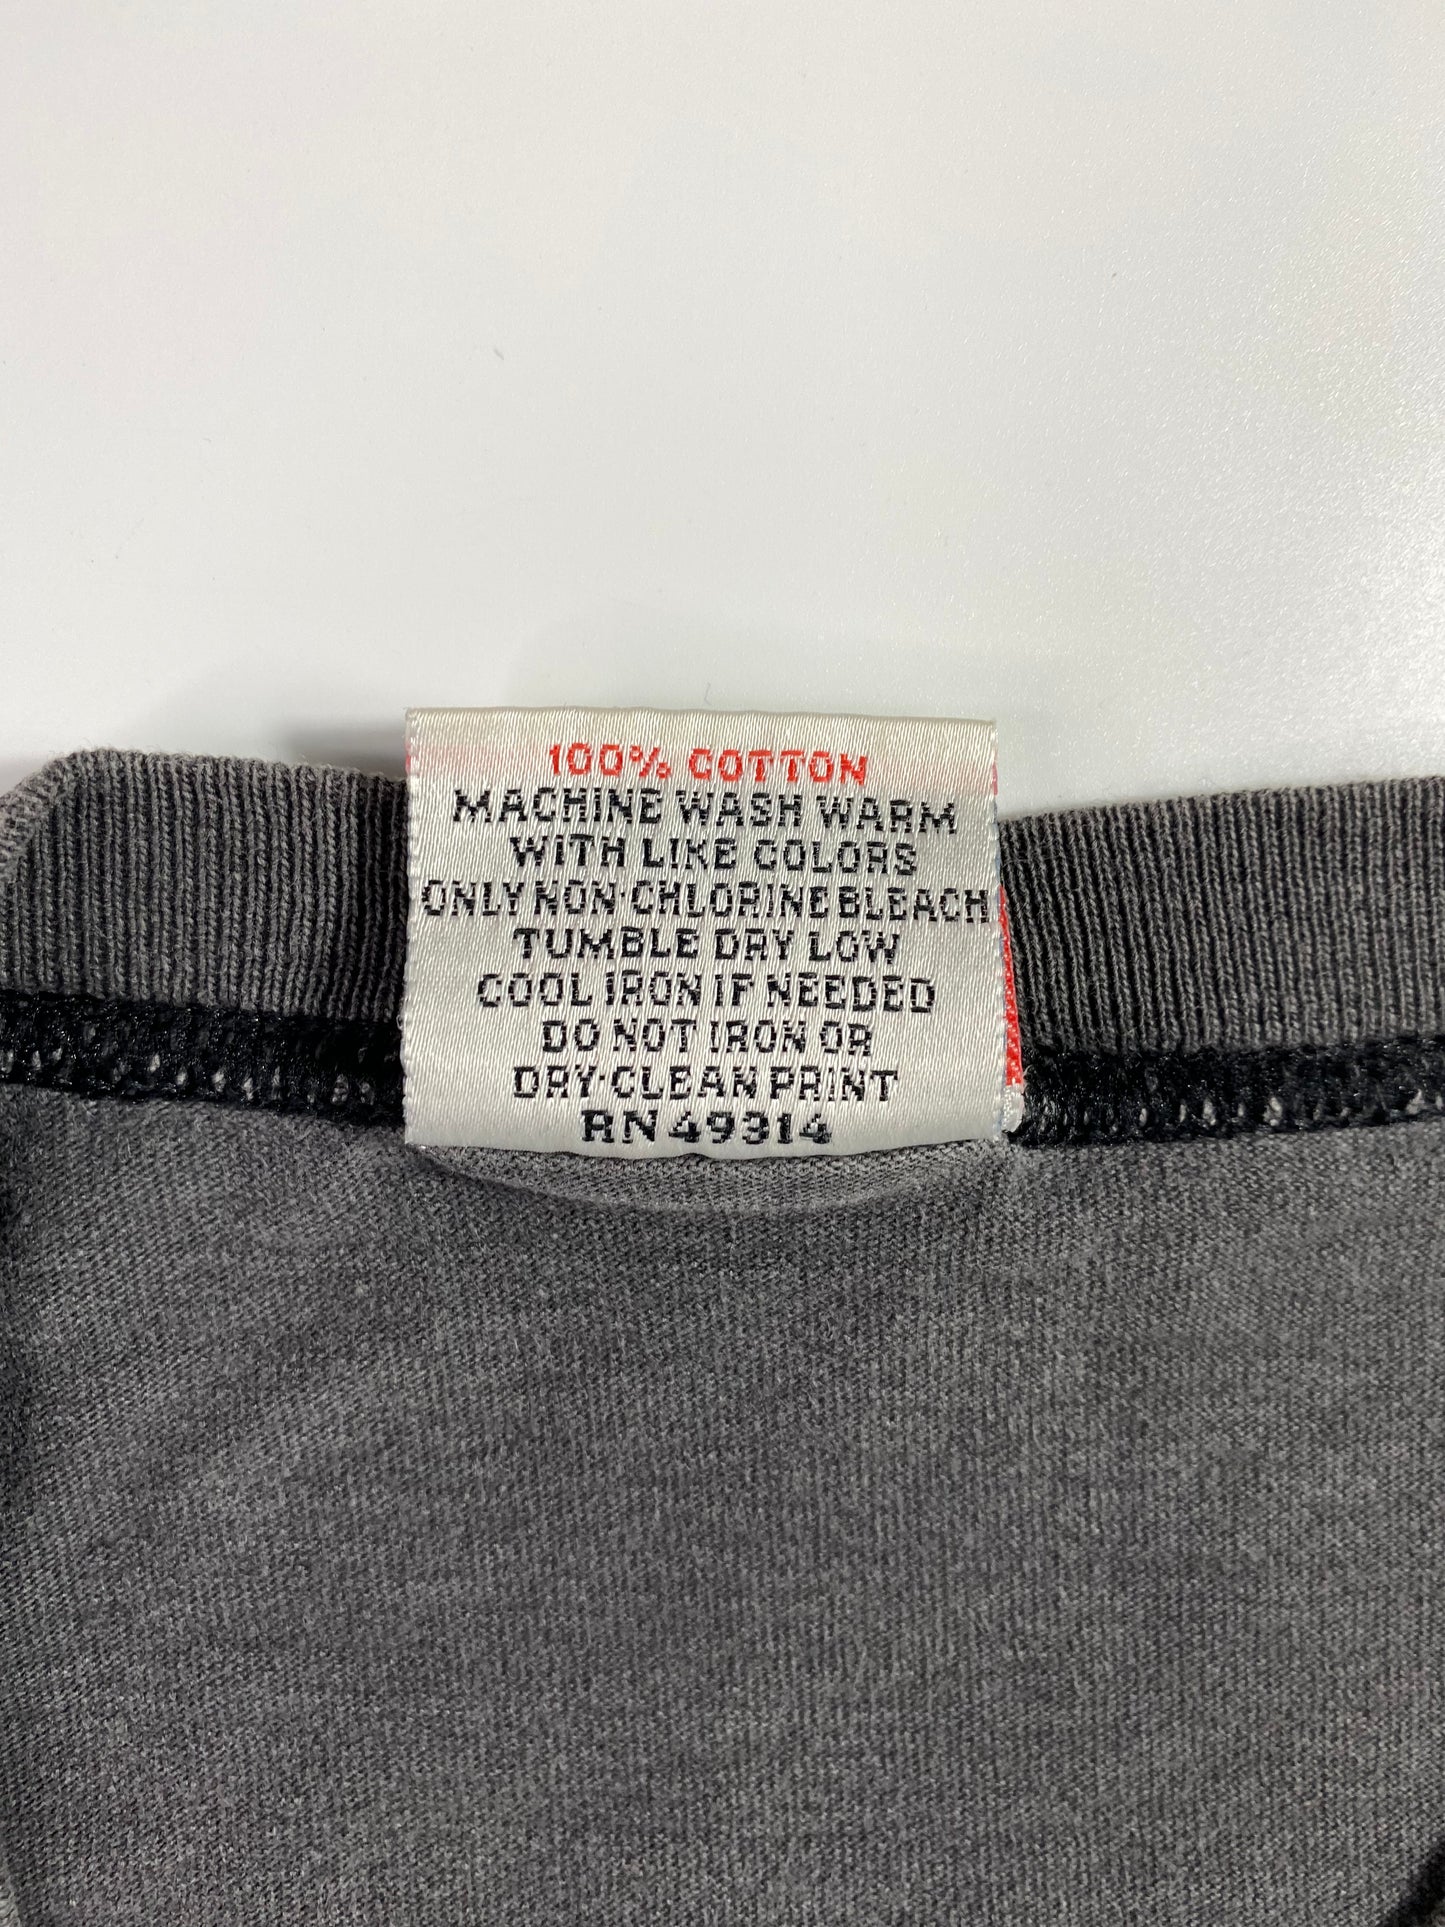 100% COTTON
MACHINE WASH WARM
WITH LIKE COLORS
ONLY NON-CHLORINE BLEACH
TUMBLE DRY LOW
COOL IRON IF NEEDED
DO NOT IRON OR
DRY-CLEAN PRINT
RN 49314